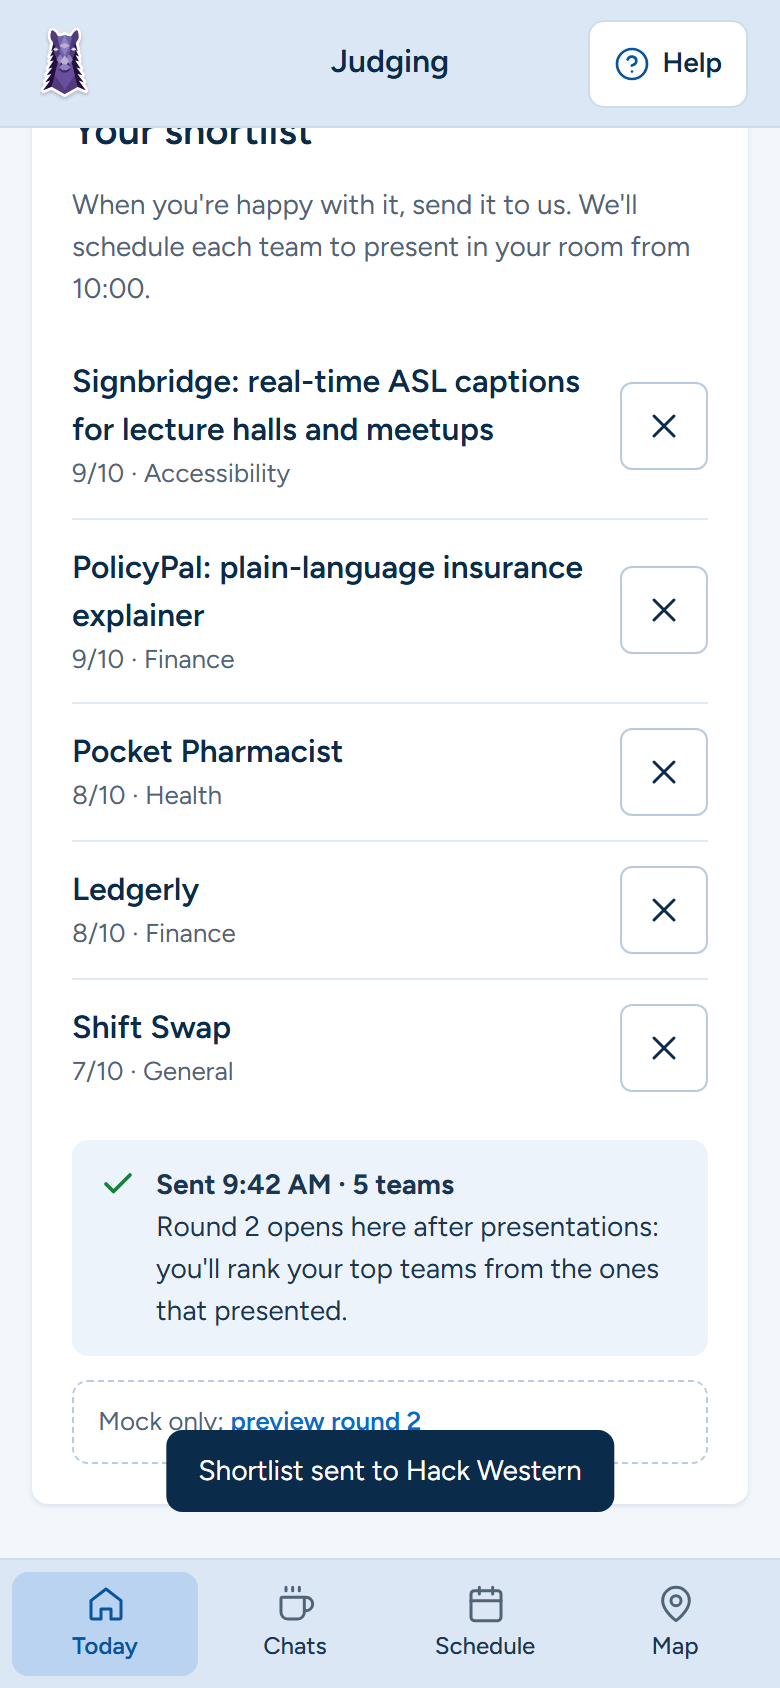 Judging
Help
Your shortlist
When you're happy with it, send it to us. We'll
schedule each team to present in your room from
10:00.
Signbridge: real-time ASL captions
for lecture halls and meetups
9/10 · Accessibility
PolicyPal: plain-language insurance
explainer
9/10 · Finance
Pocket Pharmacist
8/10 · Health
Ledgerly
8/10 · Finance
Shift Swap
7/10 · General
Sent 9:42 AM · 5 teams
Round 2 opens here after presentations:
you'll rank your top teams from the ones
that presented.
Mock only: preview round 2
Shortlist sent to Hack Western
Today
Chats
Schedule
Map